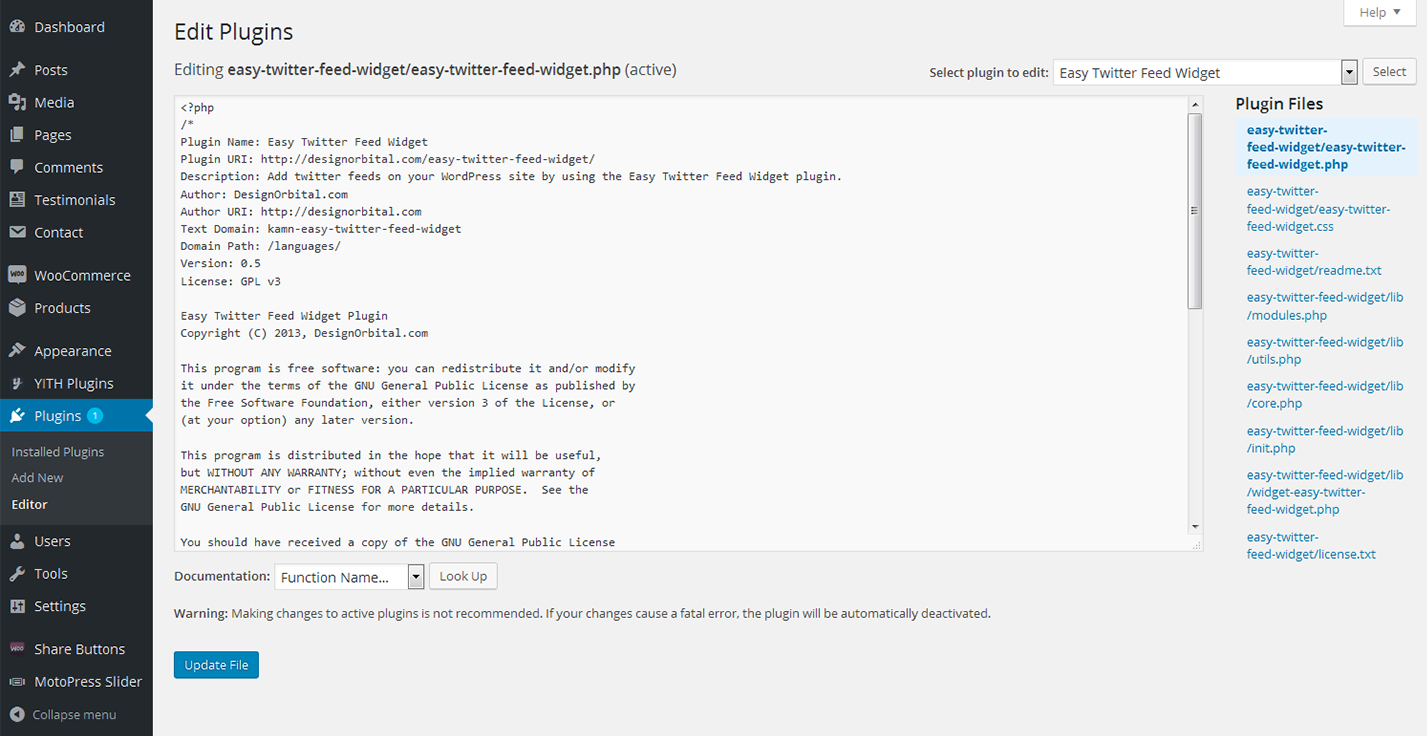 Dashboard
Posts
Media
Pages
Comments
Testimonials
Contact
WooCommerce
Products
Appearance
YITH Plugins
Plugins 1
Installed Plugins
Add New
Editor
Users
Tools
Settings
Share Buttons
MotoPress Slider
Collapse menu
Help
Edit Plugins
Editing easy-twitter-feed-widget/easy-twitter-feed-widget.php (active)
Select plugin to edit: Easy Twitter Feed Widget Select
<?php
/*
Plugin Name: Easy Twitter Feed Widget
Plugin URI: http://designorbital.com/easy-twitter-feed-widget/
Description: Add twitter feeds on your WordPress site by using the Easy Twitter Feed Widget plugin.
Author: DesignOrbital.com
Author URI: http://designorbital.com
Text Domain: kamn-easy-twitter-feed-widget
Domain Path: /languages/
Version: 0.5
License: GPL v3
Easy Twitter Feed Widget Plugin
Copyright (C) 2013, DesignOrbital.com
This program is free software: you can redistribute it and/or modify
it under the terms of the GNU General Public License as published by
the Free Software Foundation, either version 3 of the License, or
(at your option) any later version.
This program is distributed in the hope that it will be useful,
but WITHOUT ANY WARRANTY; without even the implied warranty of
MERCHANTABILITY or FITNESS FOR A PARTICULAR PURPOSE.  See the
GNU General Public License for more details.
You should have received a copy of the GNU General Public License
Plugin Files
easy-twitter-
feed-widget/easy-twitter-
feed-widget.php
easy-twitter-
feed-widget/easy-twitter-
feed-widget.css
easy-twitter-
feed-widget/readme.txt
easy-twitter-feed-widget/lib
/modules.php
easy-twitter-feed-widget/lib
/utils.php
easy-twitter-feed-widget/lib
/core.php
easy-twitter-feed-widget/lib
/init.php
easy-twitter-feed-widget/lib
/widget-easy-twitter-
feed-widget.php
easy-twitter-
feed-widget/license.txt
Documentation: Function Name... Look Up
Warning: Making changes to active plugins is not recommended. If your changes cause a fatal error, the plugin will be automatically deactivated.
Update File